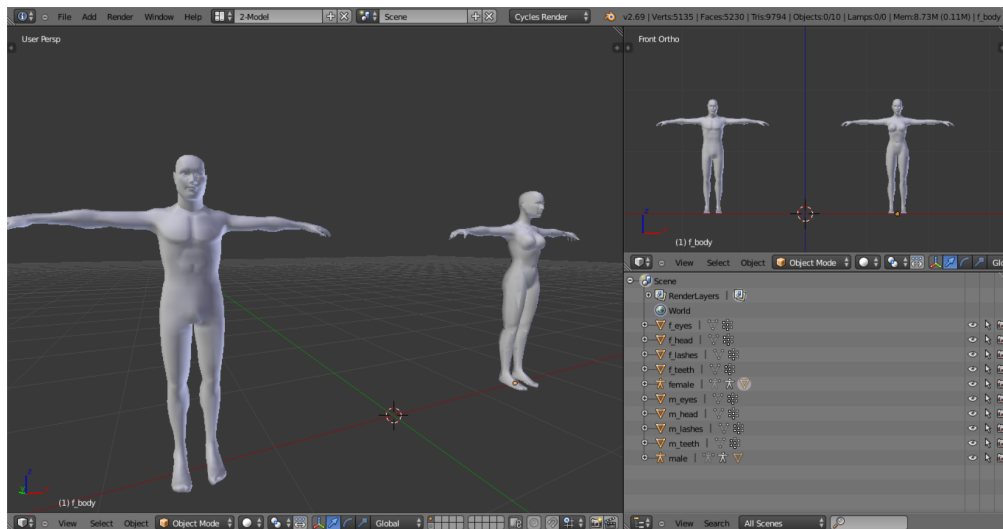 File Add Render Window Help 2-Model Scene Cycles Render v2.69 | Verts:5135 | Faces:5230 | Tris:9794 | Objects:0/10 | Lamps:0/0 | Mem:8.73M (0.11M) | f_body
User Persp
(1) f_body
View Select Object Object Mode Global
Front Ortho
(1) f_body
View Select Object Object Mode Glo
Scene
RenderLayers |
World
f_eyes |
f_head |
f_lashes |
f_teeth |
female |
m_eyes |
m_head |
m_lashes |
m_teeth |
male |
View Search All Scenes